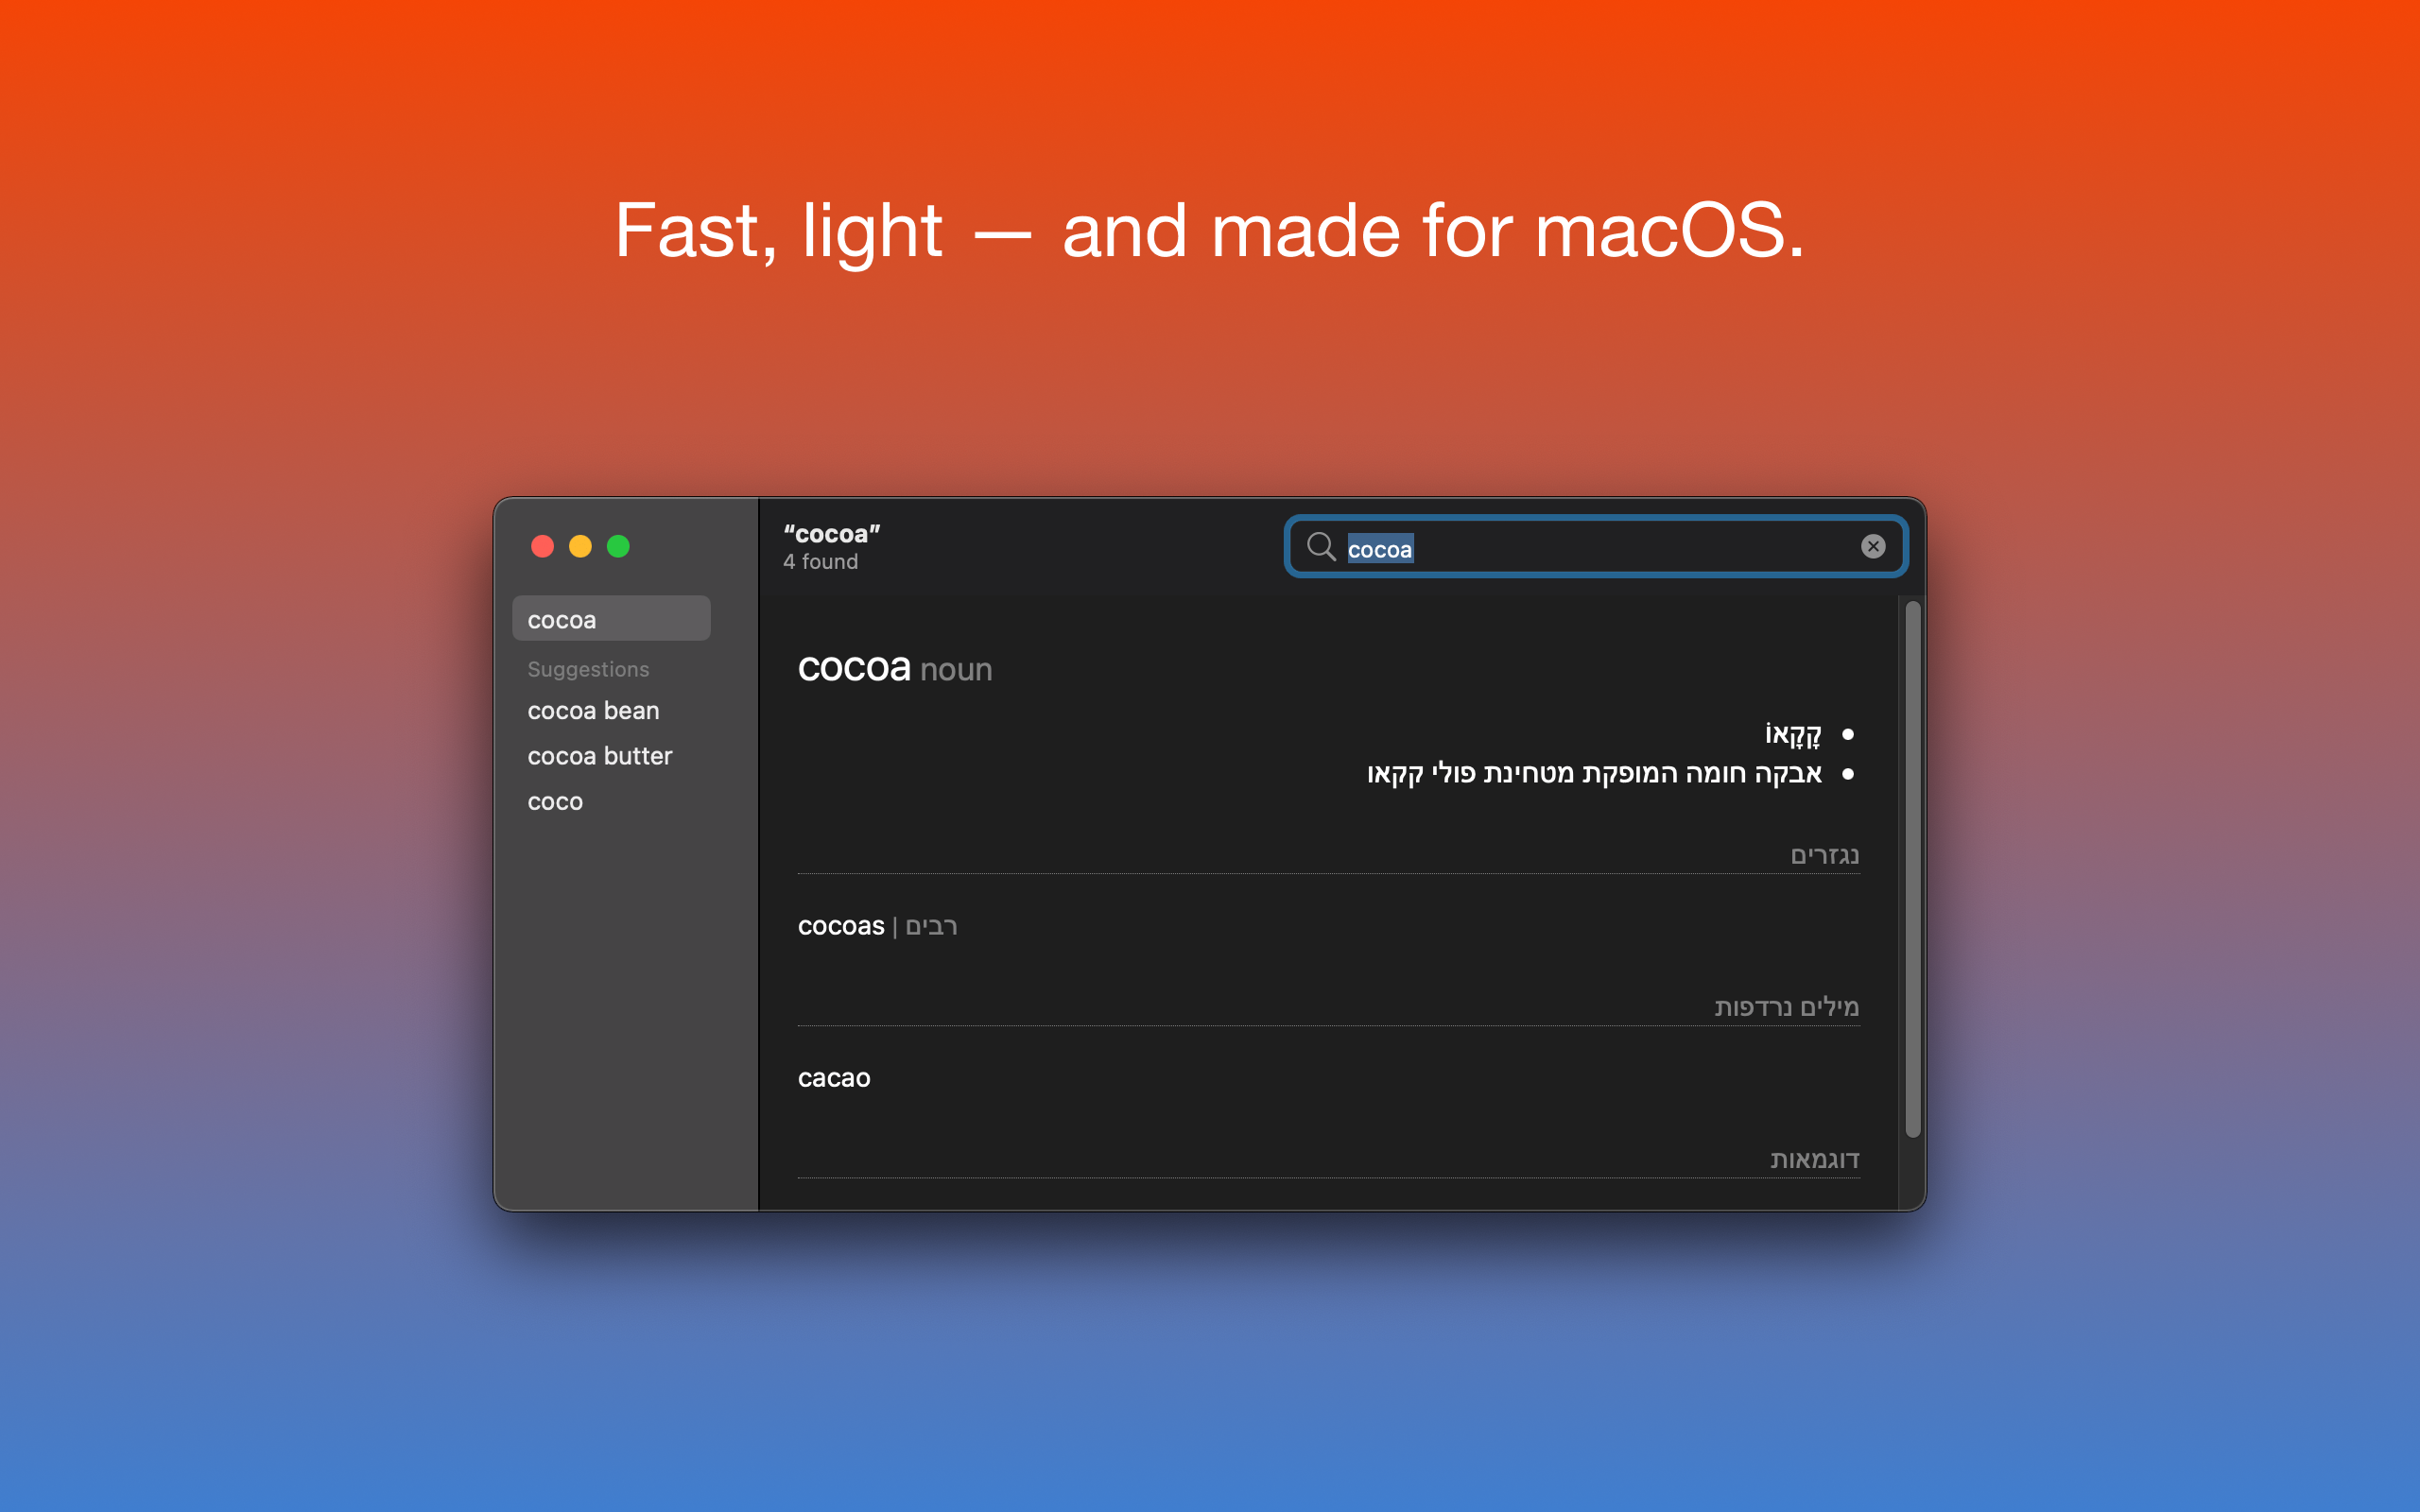 Fast, light — and made for macOS.
“cocoa”
4 found
cocoa
cocoa
Suggestions
cocoa bean
cocoa butter
coco
cocoa noun
• קָקָאוֹ
• אבקה חומה המופקת מטחינת פולי קקאו
נגזרים
cocoas | רבים
מילים נרדפות
cacao
דוגמאות